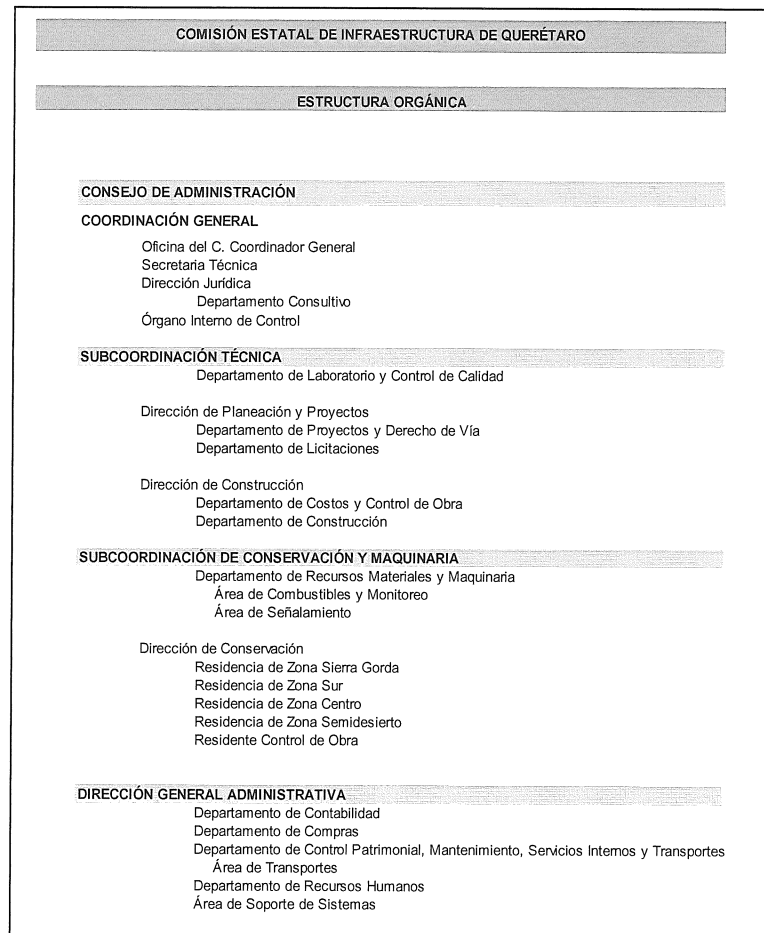 COMISIÓN ESTATAL DE INFRAESTRUCTURA DE QUERÉTARO
ESTRUCTURA ORGÁNICA
CONSEJO DE ADMINISTRACIÓN
COORDINACIÓN GENERAL
Oficina del C. Coordinador General
Secretaria Técnica
Dirección Jurídica
Departamento Consultivo
Órgano Interno de Control
SUBCOORDINACIÓN TÉCNICA
Departamento de Laboratorio y Control de Calidad
Dirección de Planeación y Proyectos
Departamento de Proyectos y Derecho de Vía
Departamento de Licitaciones
Dirección de Construcción
Departamento de Costos y Control de Obra
Departamento de Construcción
SUBCOORDINACIÓN DE CONSERVACIÓN Y MAQUINARIA
Departamento de Recursos Materiales y Maquinaria
Área de Combustibles y Monitoreo
Área de Señalamiento
Dirección de Conservación
Residencia de Zona Sierra Gorda
Residencia de Zona Sur
Residencia de Zona Centro
Residencia de Zona Semidesierto
Residente Control de Obra
DIRECCIÓN GENERAL ADMINISTRATIVA
Departamento de Contabilidad
Departamento de Compras
Departamento de Control Patrimonial, Mantenimiento, Servicios Internos y Transportes
Área de Transportes
Departamento de Recursos Humanos
Área de Soporte de Sistemas